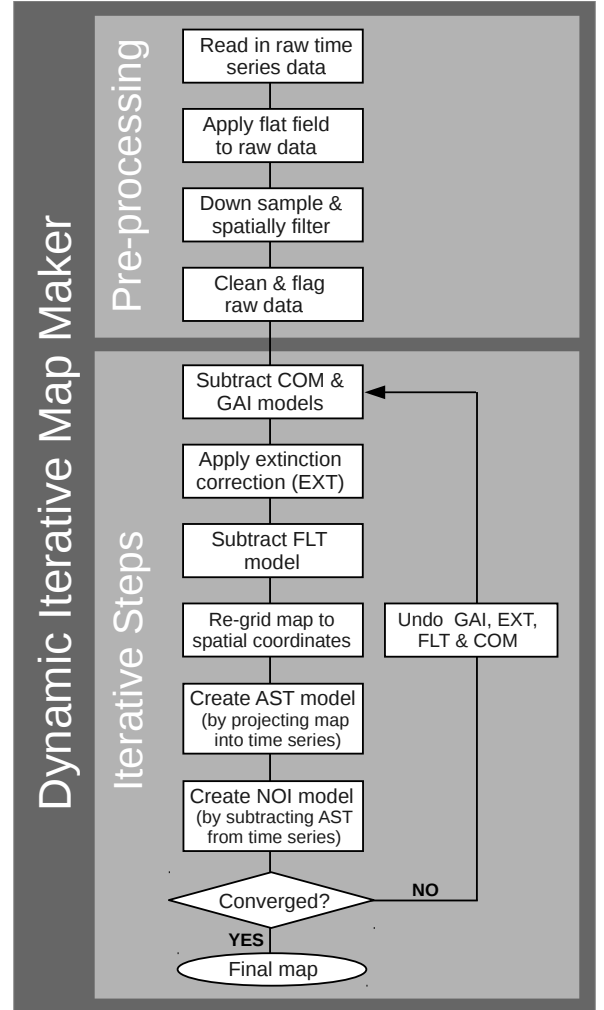 Dynamic Iterative Map Maker
Pre-processing
Read in raw time
series data
Apply flat field
to raw data
Down sample &
spatially filter
Clean & flag
raw data
Iterative Steps
Subtract COM &
GAI models
Apply extinction
correction (EXT)
Subtract FLT
model
Re-grid map to
spatial coordinates
Create AST model
(by projecting map
into time series)
Create NOI model
(by subtracting AST
from time series)
Converged?
NO
Undo GAI, EXT,
FLT & COM
YES
Final map